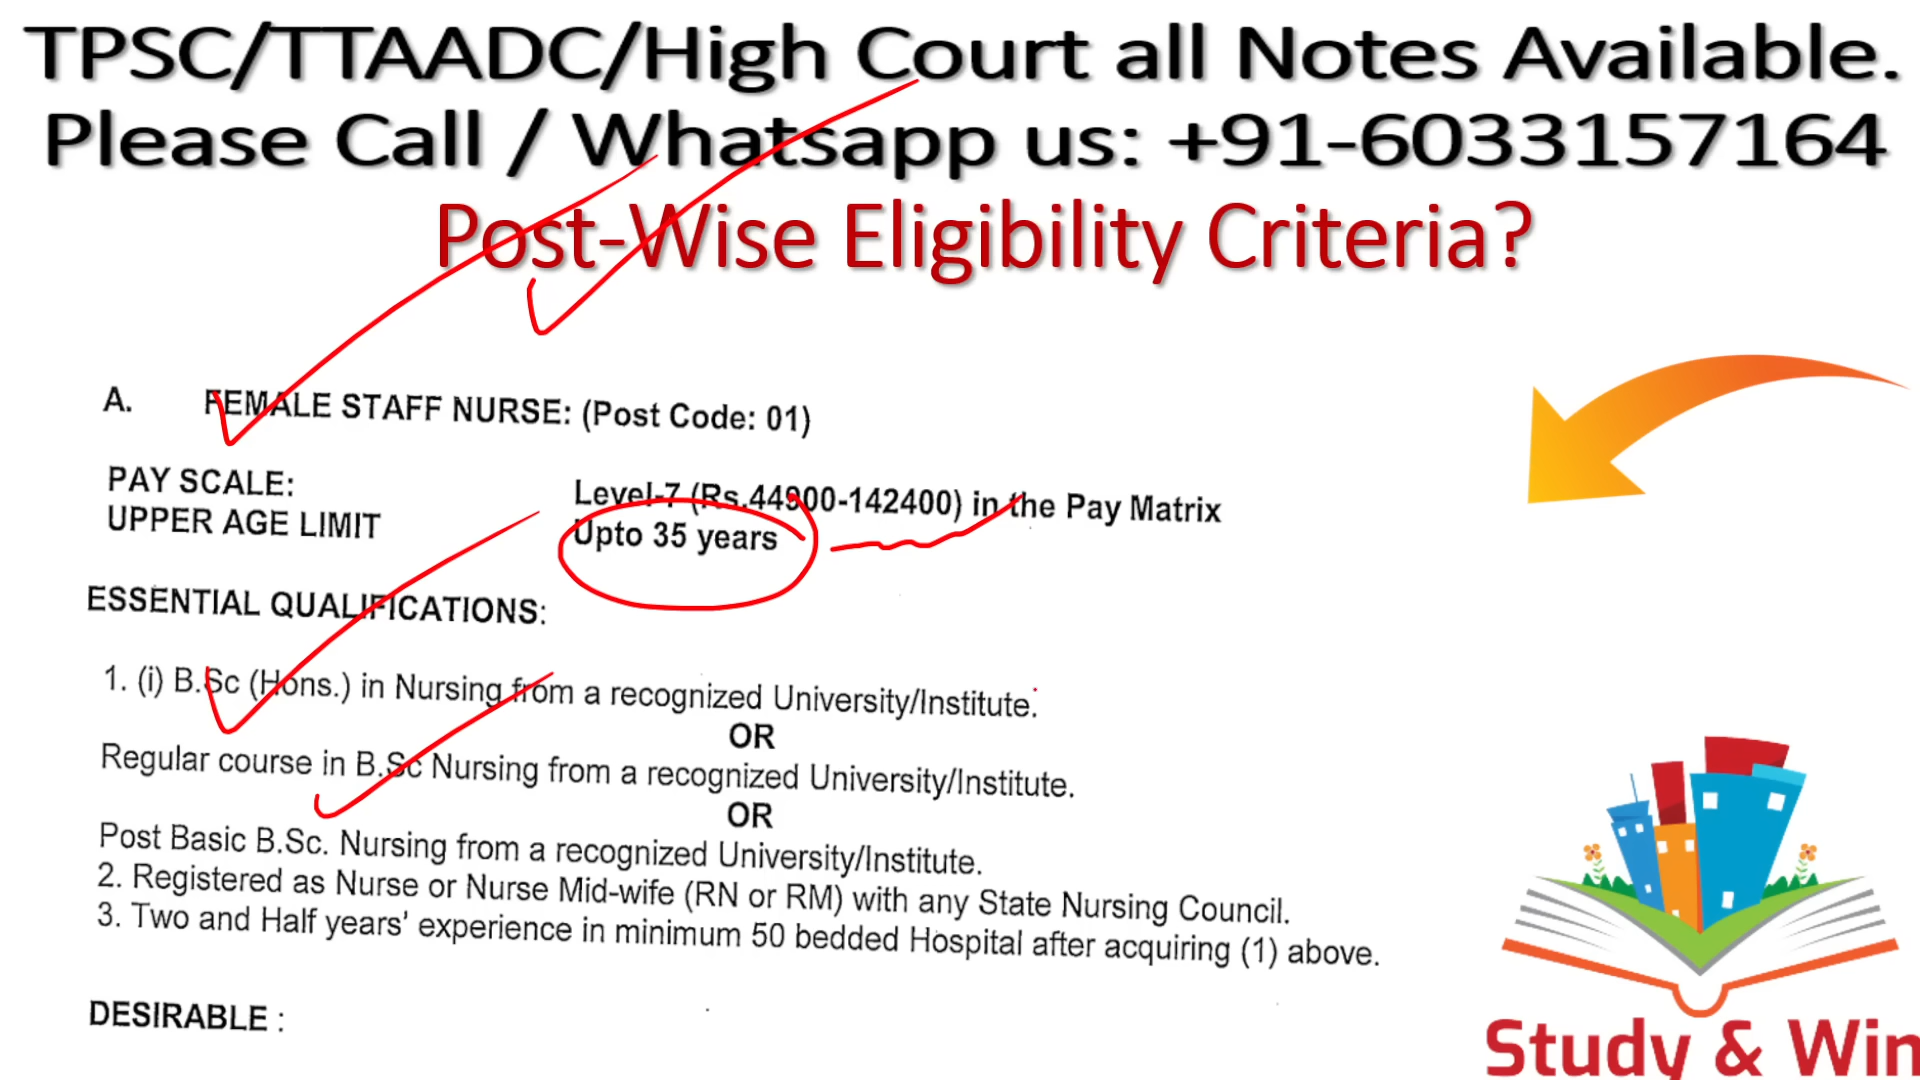 TPSC/TTAADC/High Court all Notes Available.
Please Call / Whatsapp us: +91-6033157164
Post-Wise Eligibility Criteria?
A. FEMALE STAFF NURSE: (Post Code: 01)
PAY SCALE: Level-7 (Rs.44900-142400) in the Pay Matrix
UPPER AGE LIMIT Upto 35 years
ESSENTIAL QUALIFICATIONS:
1. (i) B.Sc (Hons.) in Nursing from a recognized University/Institute.
OR
Regular course in B.Sc Nursing from a recognized University/Institute.
OR
Post Basic B.Sc. Nursing from a recognized University/Institute.
2. Registered as Nurse or Nurse Mid-wife (RN or RM) with any State Nursing Council.
3. Two and Half years' experience in minimum 50 bedded Hospital after acquiring (1) above.
DESIRABLE :
Study & Win